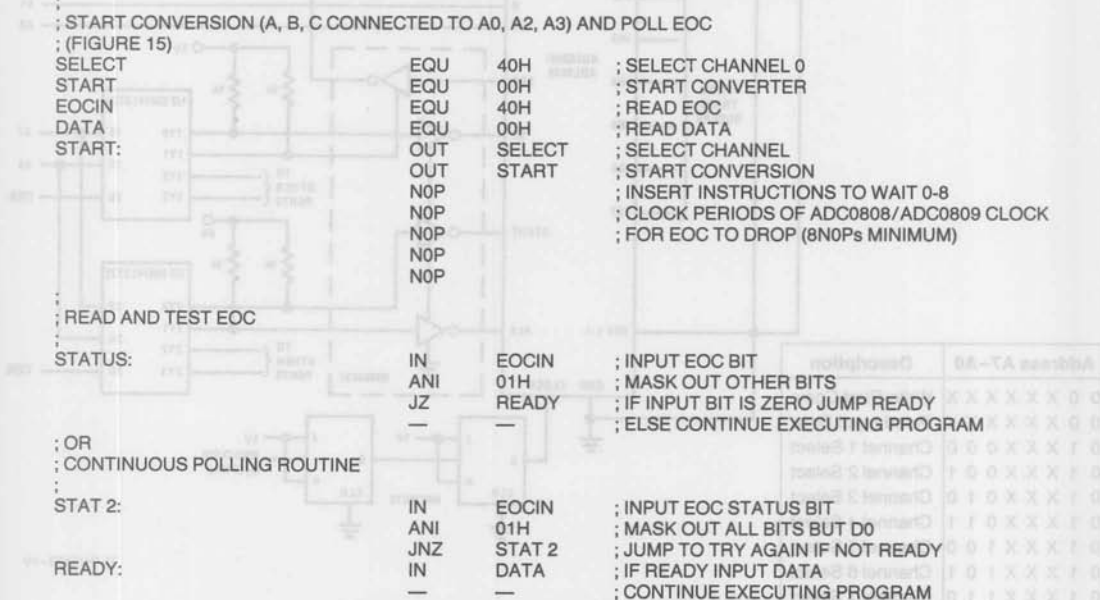 ; START CONVERSION (A, B, C CONNECTED TO A0, A2, A3) AND POLL EOC
; (FIGURE 15)
SELECT EQU 40H ; SELECT CHANNEL 0
START EQU 00H ; START CONVERTER
EOCIN EQU 40H ; READ EOC
DATA EQU 00H ; READ DATA
START: OUT SELECT ; SELECT CHANNEL
OUT START ; START CONVERSION
N0P ; INSERT INSTRUCTIONS TO WAIT 0-8
N0P ; CLOCK PERIODS OF ADC0808/ADC0809 CLOCK
N0P ; FOR EOC TO DROP (8N0Ps MINIMUM)
N0P
N0P
;
; READ AND TEST EOC
;
STATUS: IN EOCIN ; INPUT EOC BIT
ANI 01H ; MASK OUT OTHER BITS
JZ READY ; IF INPUT BIT IS ZERO JUMP READY
— — ; ELSE CONTINUE EXECUTING PROGRAM
; OR
; CONTINUOUS POLLING ROUTINE
;
STAT 2: IN EOCIN ; INPUT EOC STATUS BIT
ANI 01H ; MASK OUT ALL BITS BUT D0
JNZ STAT 2 ; JUMP TO TRY AGAIN IF NOT READY
READY: IN DATA ; IF READY INPUT DATA
— — ; CONTINUE EXECUTING PROGRAM